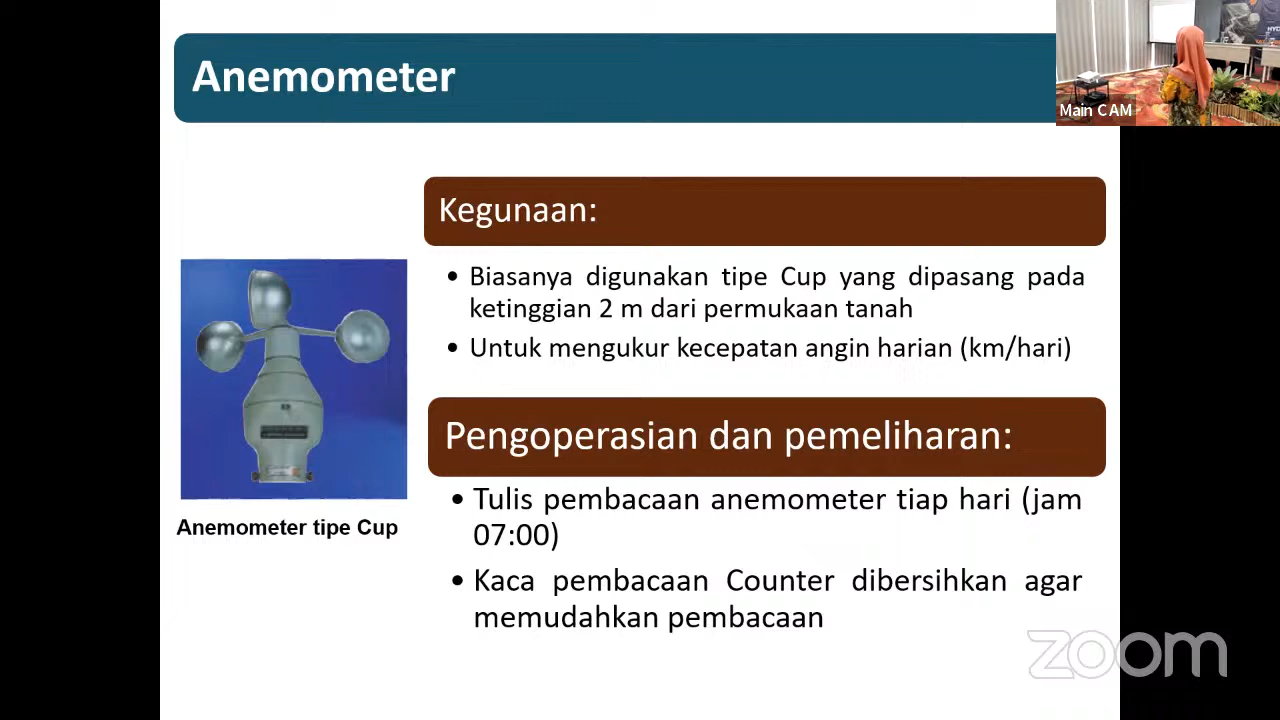 Anemometer
Main CAM
Kegunaan:
• Biasanya digunakan tipe Cup yang dipasang pada
ketinggian 2 m dari permukaan tanah
• Untuk mengukur kecepatan angin harian (km/hari)
Anemometer tipe Cup
Pengoperasian dan pemeliharan:
• Tulis pembacaan anemometer tiap hari (jam
07:00)
• Kaca pembacaan Counter dibersihkan agar
memudahkan pembacaan
zoom